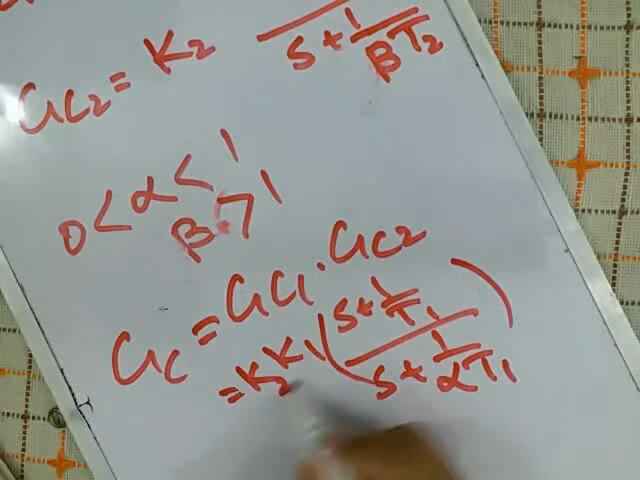 Gc2 = K2 ──── / (s + 1/(βT2))
0 < α < 1
β > 1
Gc = Gc1 . Gc2
= K2 K1 ( (s + 1/T1) / (s + 1/(αT1)) )